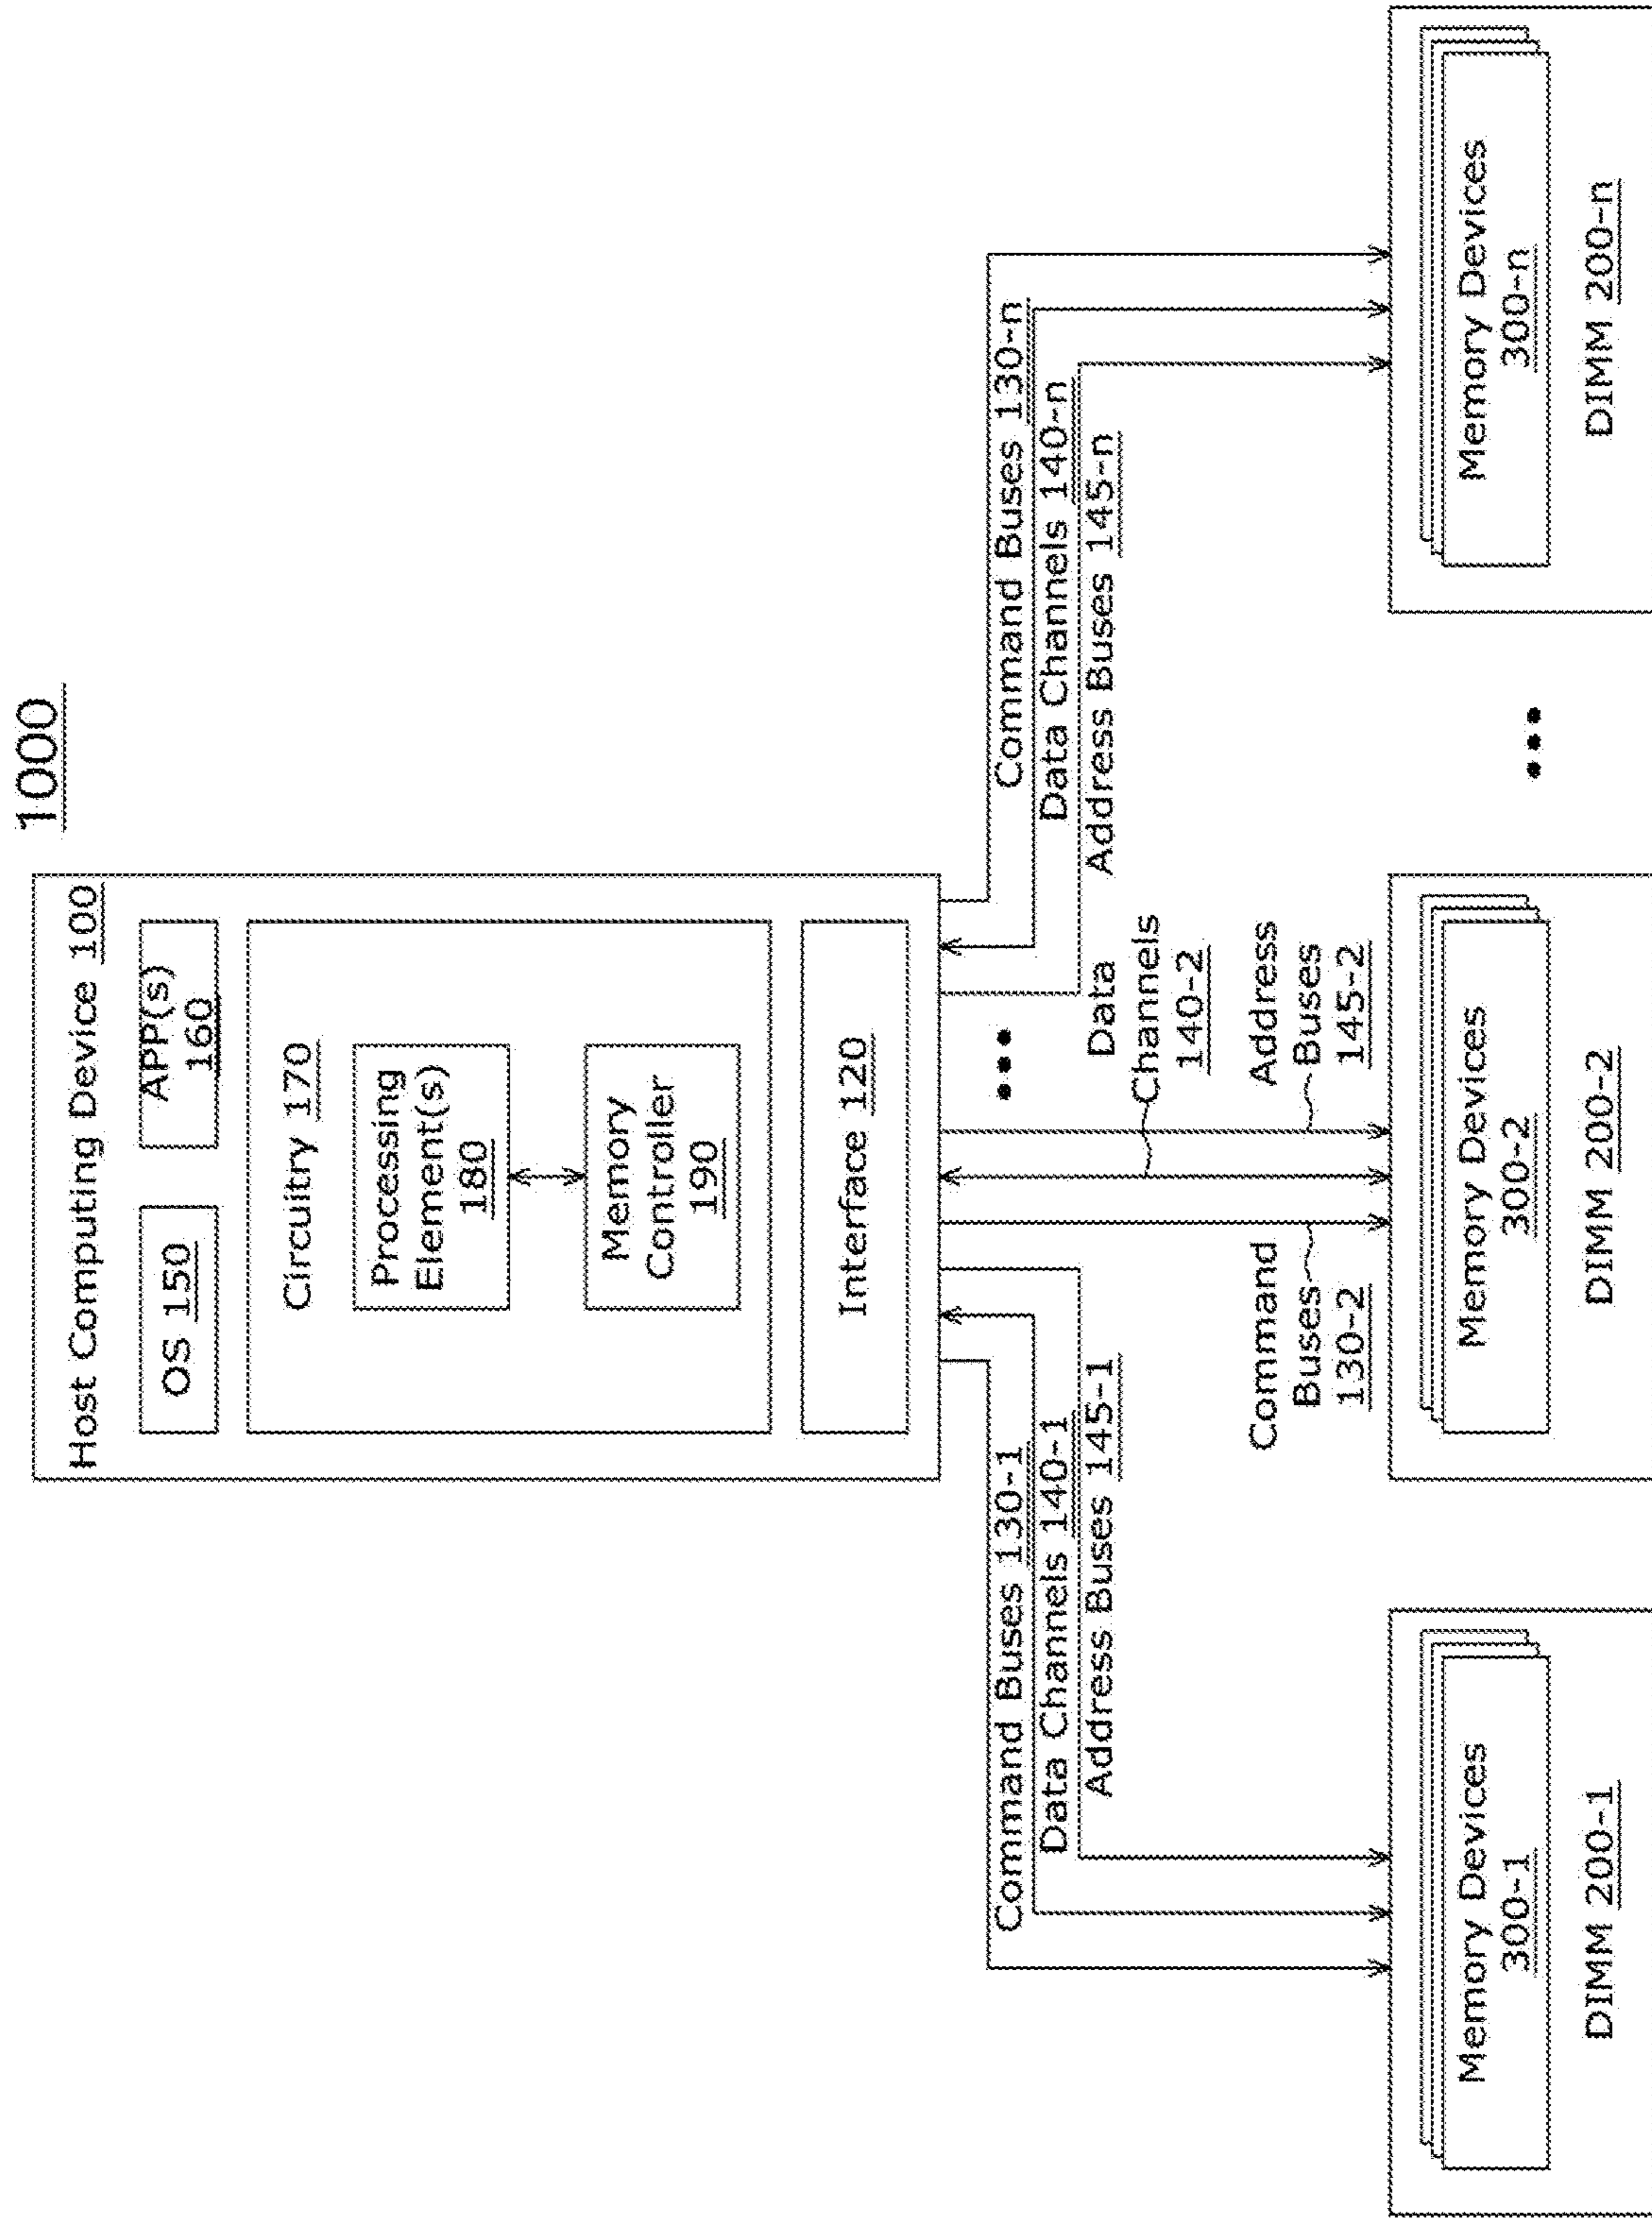 1000
Host Computing Device 100
OS 150
APP(s)
160
Circuitry 170
Processing
Element(s)
180
Memory
Controller
190
Interface 120
Command Buses 130-1
Data Channels 140-1
Address Buses 145-1
Command
Buses
130-2
Data
Channels
140-2
Address
Buses
145-2
Command Buses 130-n
Data Channels 140-n
Address Buses 145-n
Memory Devices
300-1
DIMM 200-1
Memory Devices
300-2
DIMM 200-2
Memory Devices
300-n
DIMM 200-n